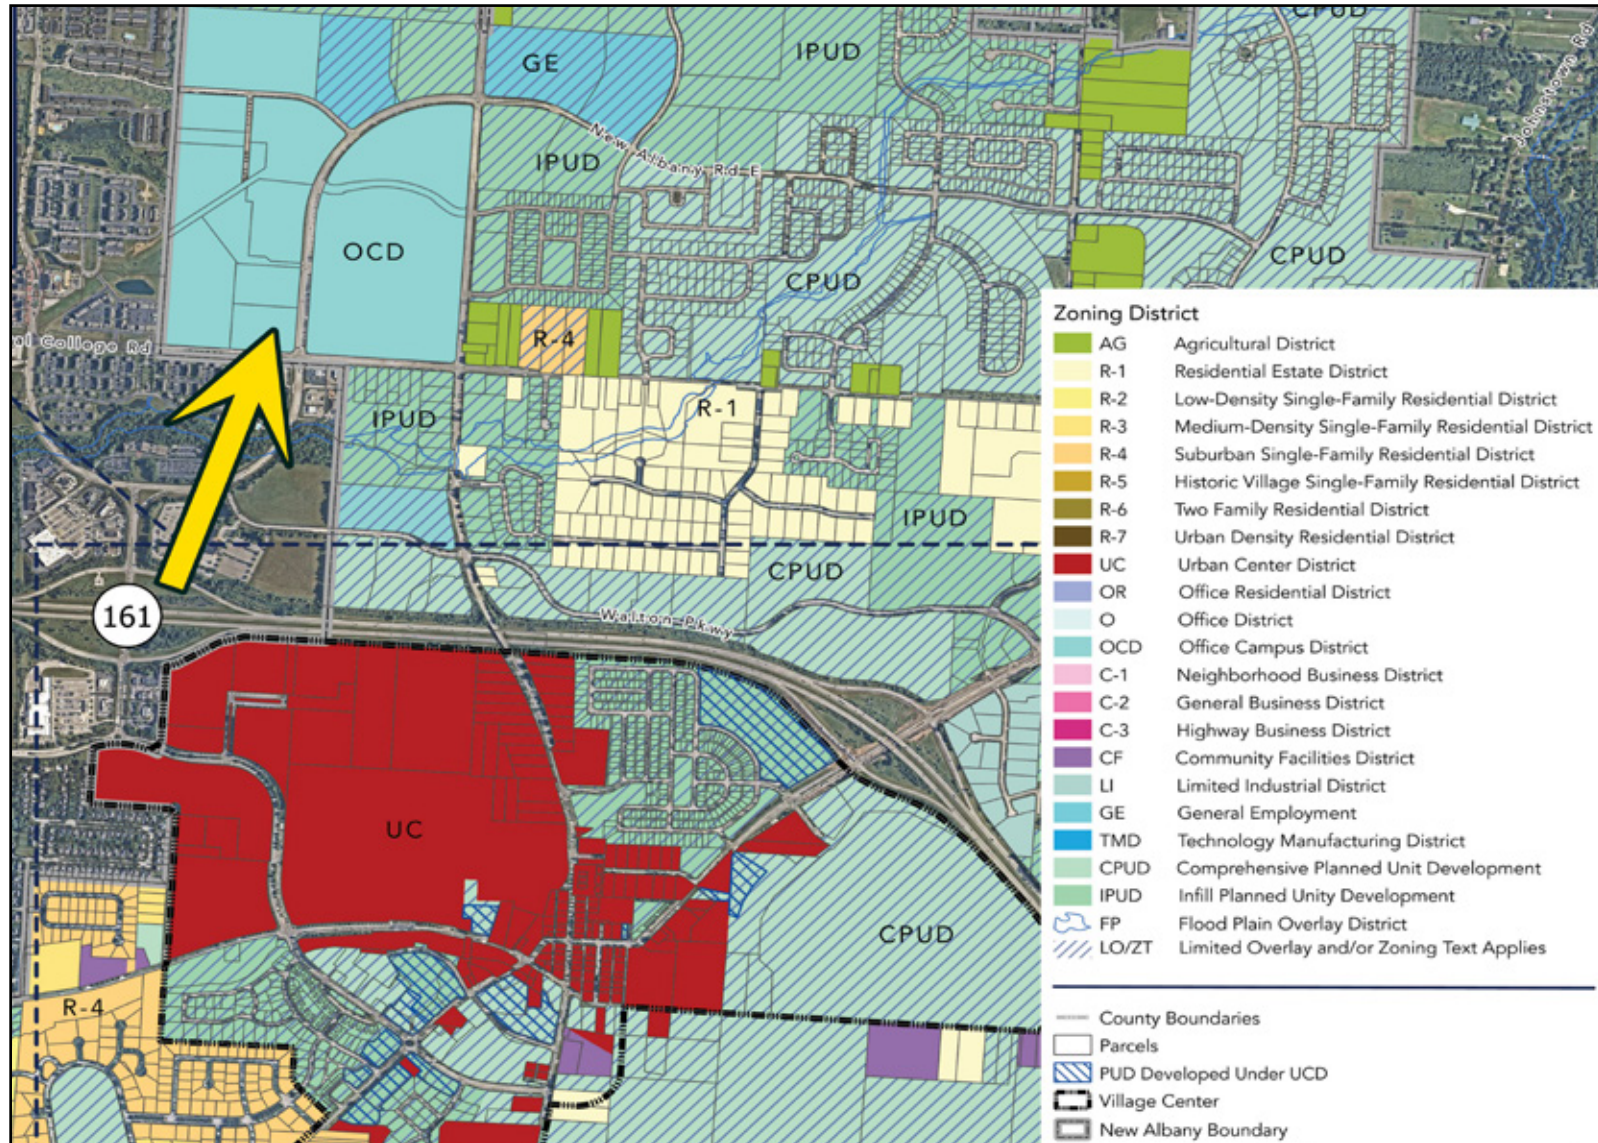 CPUD
IPUD
GE
Johnstown Rd
New Albany Rd E
IPUD
OCD
CPUD
CPUD
R-4
College Rd
R-1
IPUD
IPUD
CPUD
161
Walton Pkwy
UC
CPUD
R-4
Zoning District
AG Agricultural District
R-1 Residential Estate District
R-2 Low-Density Single-Family Residential District
R-3 Medium-Density Single-Family Residential District
R-4 Suburban Single-Family Residential District
R-5 Historic Village Single-Family Residential District
R-6 Two Family Residential District
R-7 Urban Density Residential District
UC Urban Center District
OR Office Residential District
O Office District
OCD Office Campus District
C-1 Neighborhood Business District
C-2 General Business District
C-3 Highway Business District
CF Community Facilities District
LI Limited Industrial District
GE General Employment
TMD Technology Manufacturing District
CPUD Comprehensive Planned Unit Development
IPUD Infill Planned Unity Development
FP Flood Plain Overlay District
LO/ZT Limited Overlay and/or Zoning Text Applies
County Boundaries
Parcels
PUD Developed Under UCD
Village Center
New Albany Boundary